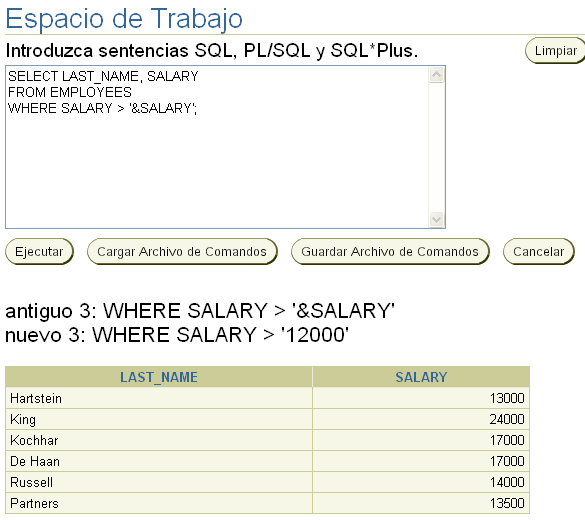 Espacio de Trabajo
Introduzca sentencias SQL, PL/SQL y SQL*Plus.
Limpiar
SELECT LAST_NAME, SALARY
FROM EMPLOYEES
WHERE SALARY > '&SALARY';
Ejecutar Cargar Archivo de Comandos Guardar Archivo de Comandos Cancelar
antiguo 3: WHERE SALARY > '&SALARY'
nuevo 3: WHERE SALARY > '12000'
LAST_NAME SALARY
Hartstein 13000
King 24000
Kochhar 17000
De Haan 17000
Russell 14000
Partners 13500